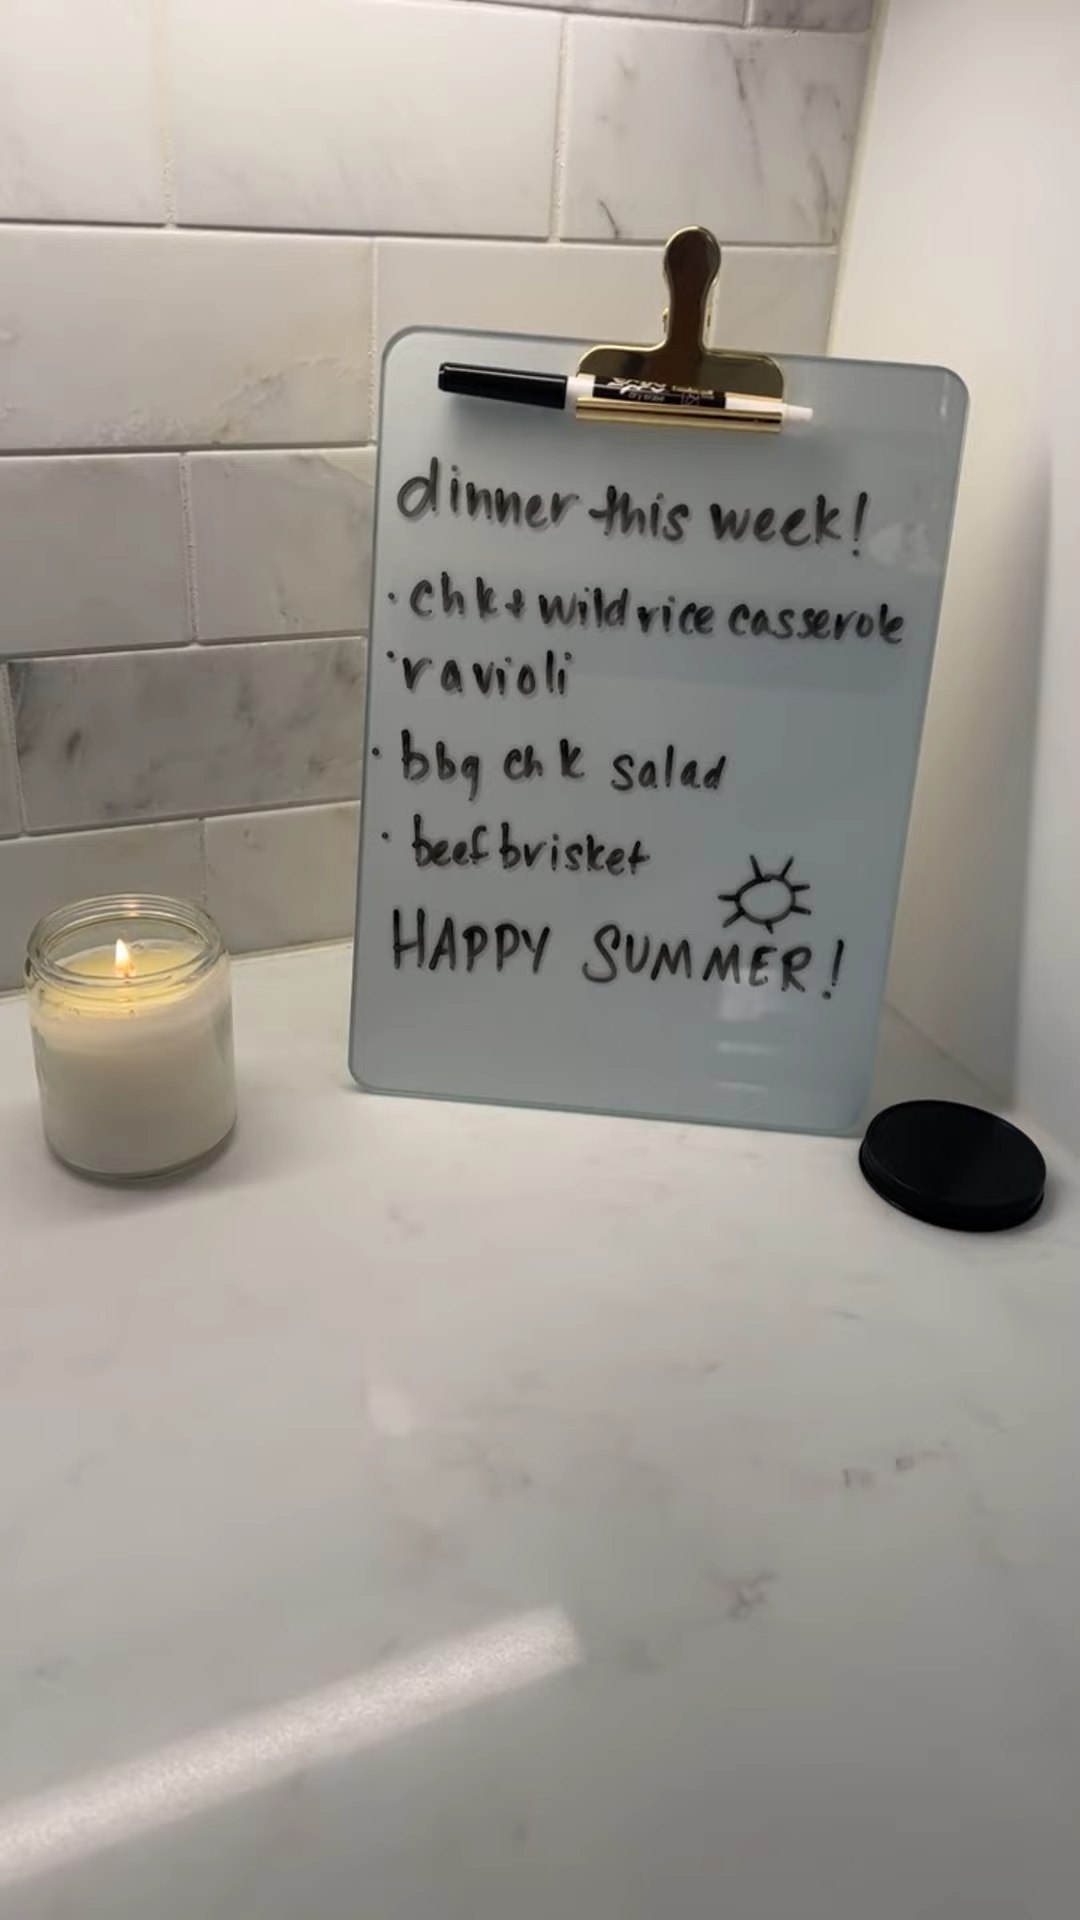 dinner this week!
· chk + wild rice casserole
· ravioli
· bbq chk salad
· beef brisket
HAPPY SUMMER!